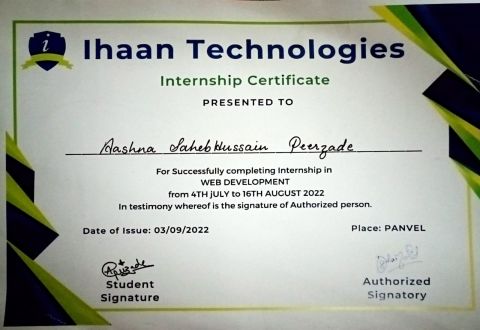 i
Ihaan Technologies
Internship Certificate
PRESENTED TO
Aashna SahebHussain Peerzade
For Successfully completing Internship in
WEB DEVELOPMENT
from 4TH jULY to 16TH AUGUST 2022
In testimony whereof is the signature of Authorized person.
Date of Issue: 03/09/2022 Place: PANVEL
Student Authorized
Signature Signatory